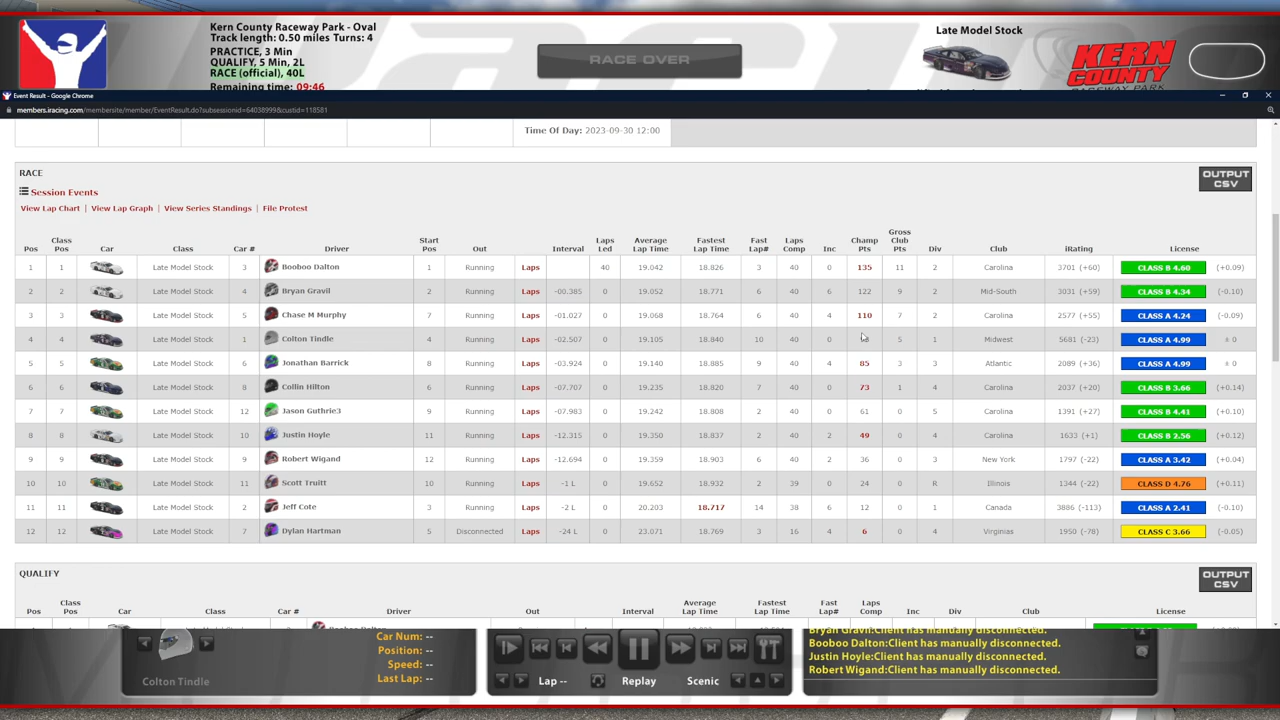 Kern County Raceway Park - Oval
Track length: 0.50 miles Turns: 4
PRACTICE, 3 Min
QUALIFY, 5 Min, 2L
RACE (official), 40L
Remaining time: 09:46
RACE OVER
Late Model Stock
KERN
COUNTY
RACEWAY PARK
Event Result - Google Chrome
members.iracing.com/membersite/member/EventResult.do?subsessionid=64038999&custid=118581
Time Of Day: 2023-09-30 12:00
RACE
OUTPUT CSV
Session Events
View Lap Chart | View Lap Graph | View Series Standings | File Protest
Pos Class Pos Car Class Car # Driver Start Pos Out Interval Laps Led Average Lap Time Fastest Lap Time Fast Lap# Laps Comp Inc Champ Pts Gross Club Pts Div Club iRating License
1 1 Late Model Stock 3 Booboo Dalton 1 Running Laps 40 19.042 18.826 3 40 0 135 11 2 Carolina 3701 (+60) CLASS B 4.60 (+0.09)
2 2 Late Model Stock 4 Bryan Gravil 2 Running Laps -00.385 0 19.052 18.771 6 40 6 122 9 2 Mid-South 3031 (+59) CLASS B 4.34 (-0.10)
3 3 Late Model Stock 5 Chase M Murphy 7 Running Laps -01.027 0 19.068 18.764 6 40 4 110 7 2 Carolina 2577 (+55) CLASS A 4.24 (-0.09)
4 4 Late Model Stock 1 Colton Tindle 4 Running Laps -02.507 0 19.105 18.840 10 40 0 5 1 Midwest 5681 (-23) CLASS A 4.99 ± 0
5 5 Late Model Stock 6 Jonathan Barrick 8 Running Laps -03.924 0 19.140 18.885 9 40 4 85 3 3 Atlantic 2089 (+36) CLASS A 4.99 ± 0
6 6 Late Model Stock 8 Collin Hilton 6 Running Laps -07.707 0 19.235 18.820 7 40 0 73 1 4 Carolina 2037 (+20) CLASS B 3.66 (+0.14)
7 7 Late Model Stock 12 Jason Guthrie3 9 Running Laps -07.983 0 19.242 18.808 2 40 0 61 0 5 Carolina 1391 (+27) CLASS B 4.41 (+0.10)
8 8 Late Model Stock 10 Justin Hoyle 11 Running Laps -12.315 0 19.350 18.837 2 40 2 49 0 4 Carolina 1633 (+1) CLASS B 2.56 (+0.12)
9 9 Late Model Stock 9 Robert Wigand 12 Running Laps -12.694 0 19.359 18.903 6 40 2 36 0 3 New York 1797 (-22) CLASS A 3.42 (+0.04)
10 10 Late Model Stock 11 Scott Truitt 10 Running Laps -1 L 0 19.652 18.932 2 39 0 24 0 R Illinois 1344 (-22) CLASS D 4.76 (+0.11)
11 11 Late Model Stock 2 Jeff Cote 3 Running Laps -2 L 0 20.203 18.717 14 38 6 12 0 1 Canada 3886 (-113) CLASS A 2.41 (-0.10)
12 12 Late Model Stock 7 Dylan Hartman 5 Disconnected Laps -24 L 0 23.071 18.769 3 16 4 6 0 4 Virginias 1950 (-78) CLASS C 3.66 (-0.05)
QUALIFY
OUTPUT CSV
Pos Class Pos Car Class Car # Driver Out Interval Average Lap Time Fastest Lap Time Fast Lap# Laps Comp Inc Div Club License
Colton Tindle
Car Num: --
Position: --
Speed: --
Last Lap: --
Lap --
Replay
Scenic
Bryan Gravil:Client has manually disconnected.
Booboo Dalton:Client has manually disconnected.
Justin Hoyle:Client has manually disconnected.
Robert Wigand:Client has manually disconnected.